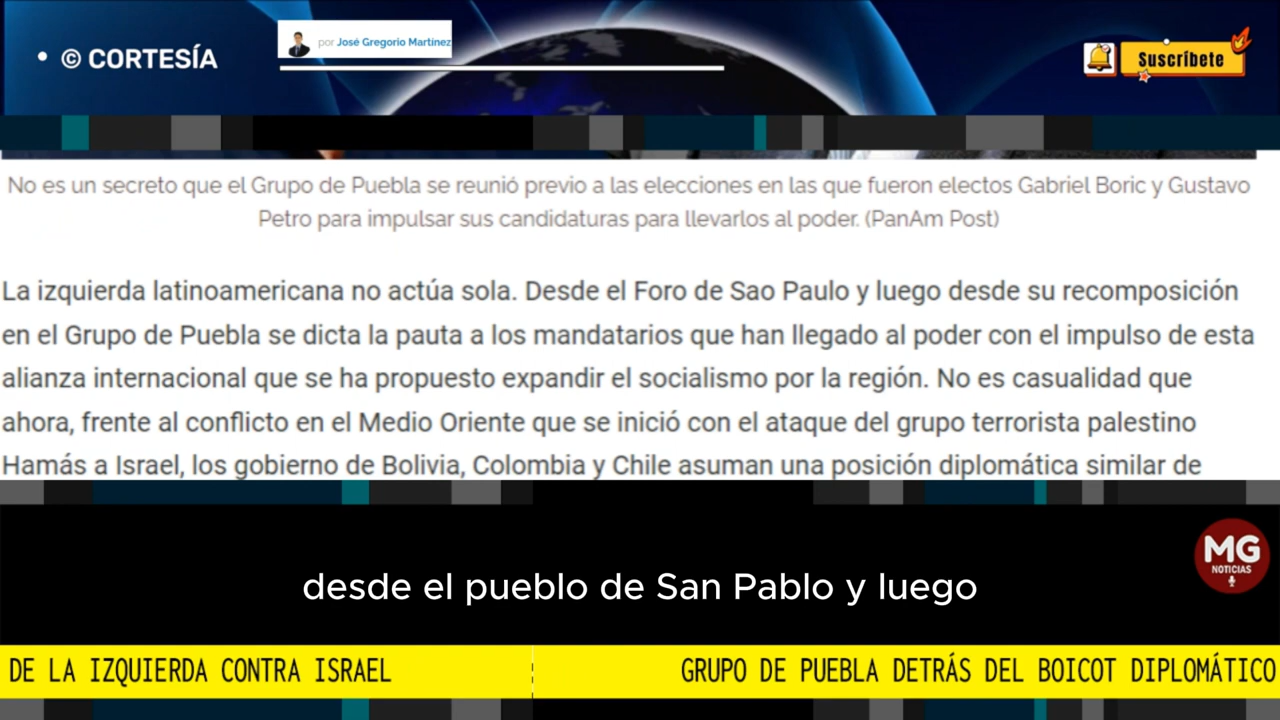 • © CORTESÍA
por José Gregorio Martínez
Suscríbete
No es un secreto que el Grupo de Puebla se reunió previo a las elecciones en las que fueron electos Gabriel Boric y Gustavo
Petro para impulsar sus candidaturas para llevarlos al poder. (PanAm Post)
La izquierda latinoamericana no actúa sola. Desde el Foro de Sao Paulo y luego desde su recomposición
en el Grupo de Puebla se dicta la pauta a los mandatarios que han llegado al poder con el impulso de esta
alianza internacional que se ha propuesto expandir el socialismo por la región. No es casualidad que
ahora, frente al conflicto en el Medio Oriente que se inició con el ataque del grupo terrorista palestino
Hamás a Israel, los gobierno de Bolivia, Colombia y Chile asuman una posición diplomática similar de
MG
NOTICIAS
desde el pueblo de San Pablo y luego
DE LA IZQUIERDA CONTRA ISRAEL
GRUPO DE PUEBLA DETRÁS DEL BOICOT DIPLOMÁTICO